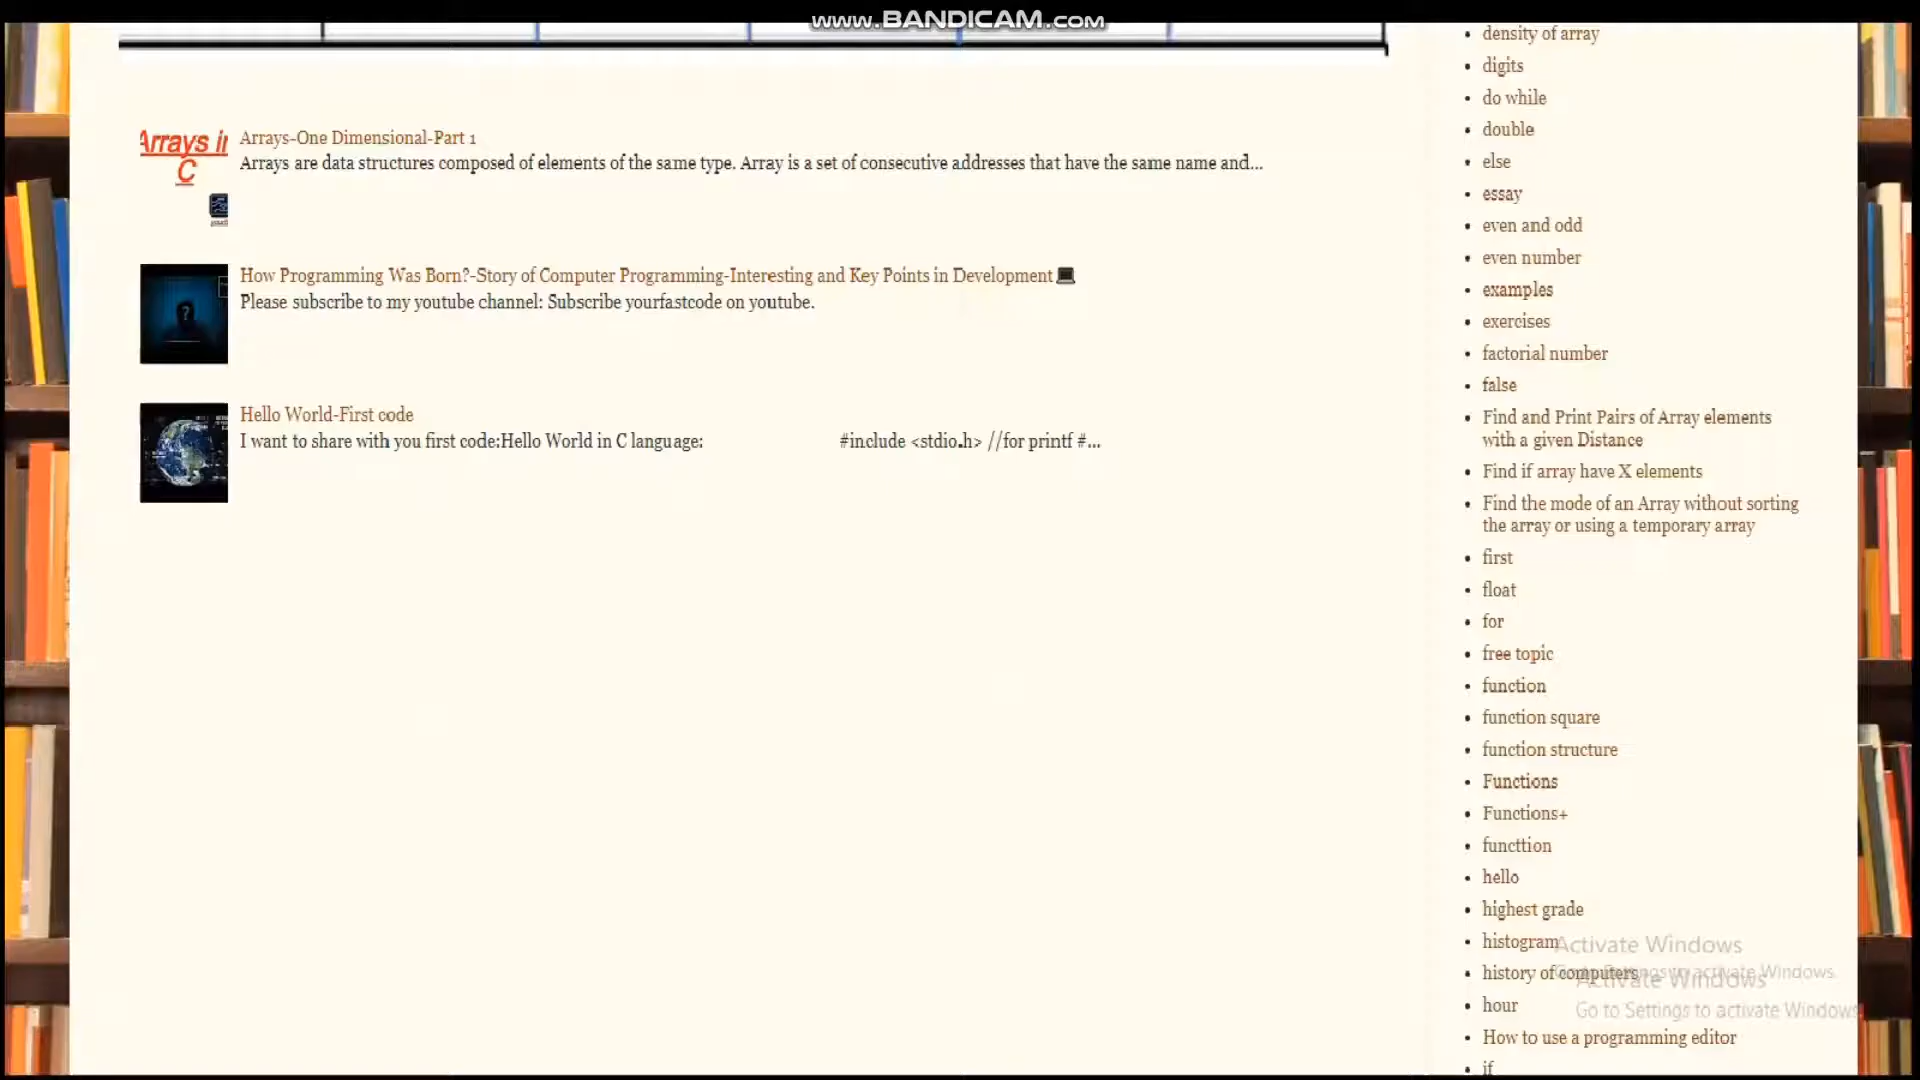 www.BANDICAM.com
Arrays in
C
Arrays-One Dimensional-Part 1
Arrays are data structures composed of elements of the same type. Array is a set of consecutive addresses that have the same name and...
How Programming Was Born?-Story of Computer Programming-Interesting and Key Points in Development
Please subscribe to my youtube channel: Subscribe yourfastcode on youtube.
Hello World-First code
I want to share with you first code:Hello World in C language: #include <stdio.h> //for printf #...
density of array
digits
do while
double
else
essay
even and odd
even number
examples
exercises
factorial number
false
Find and Print Pairs of Array elements
with a given Distance
Find if array have X elements
Find the mode of an Array without sorting
the array or using a temporary array
first
float
for
free topic
function
function square
function structure
Functions
Functions+
functtion
hello
highest grade
histogram
history of computers
hour
How to use a programming editor
if
Activate Windows
Go to Settings to activate Windows.
Activate Windows
Go to Settings to activate Windows.